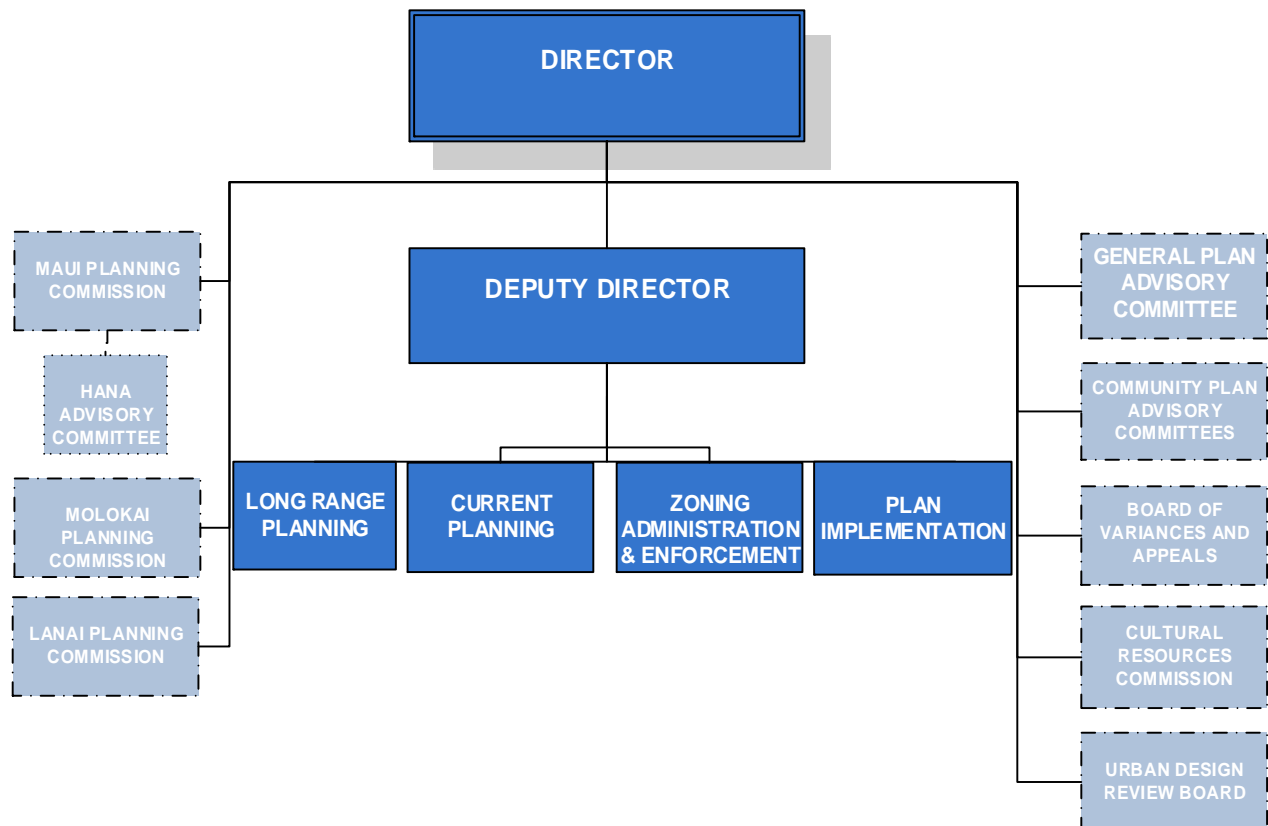 DIRECTOR
DEPUTY DIRECTOR
MAUI PLANNING
COMMISSION
HANA
ADVISORY
COMMITTEE
MOLOKAI
PLANNING
COMMISSION
LANAI PLANNING
COMMISSION
LONG RANGE
PLANNING
CURRENT
PLANNING
ZONING
ADMINISTRATION
& ENFORCEMENT
PLAN
IMPLEMENTATION
GENERAL PLAN
ADVISORY
COMMITTEE
COMMUNITY PLAN
ADVISORY
COMMITTEES
BOARD OF
VARIANCES AND
APPEALS
CULTURAL
RESOURCES
COMMISSION
URBAN DESIGN
REVIEW BOARD